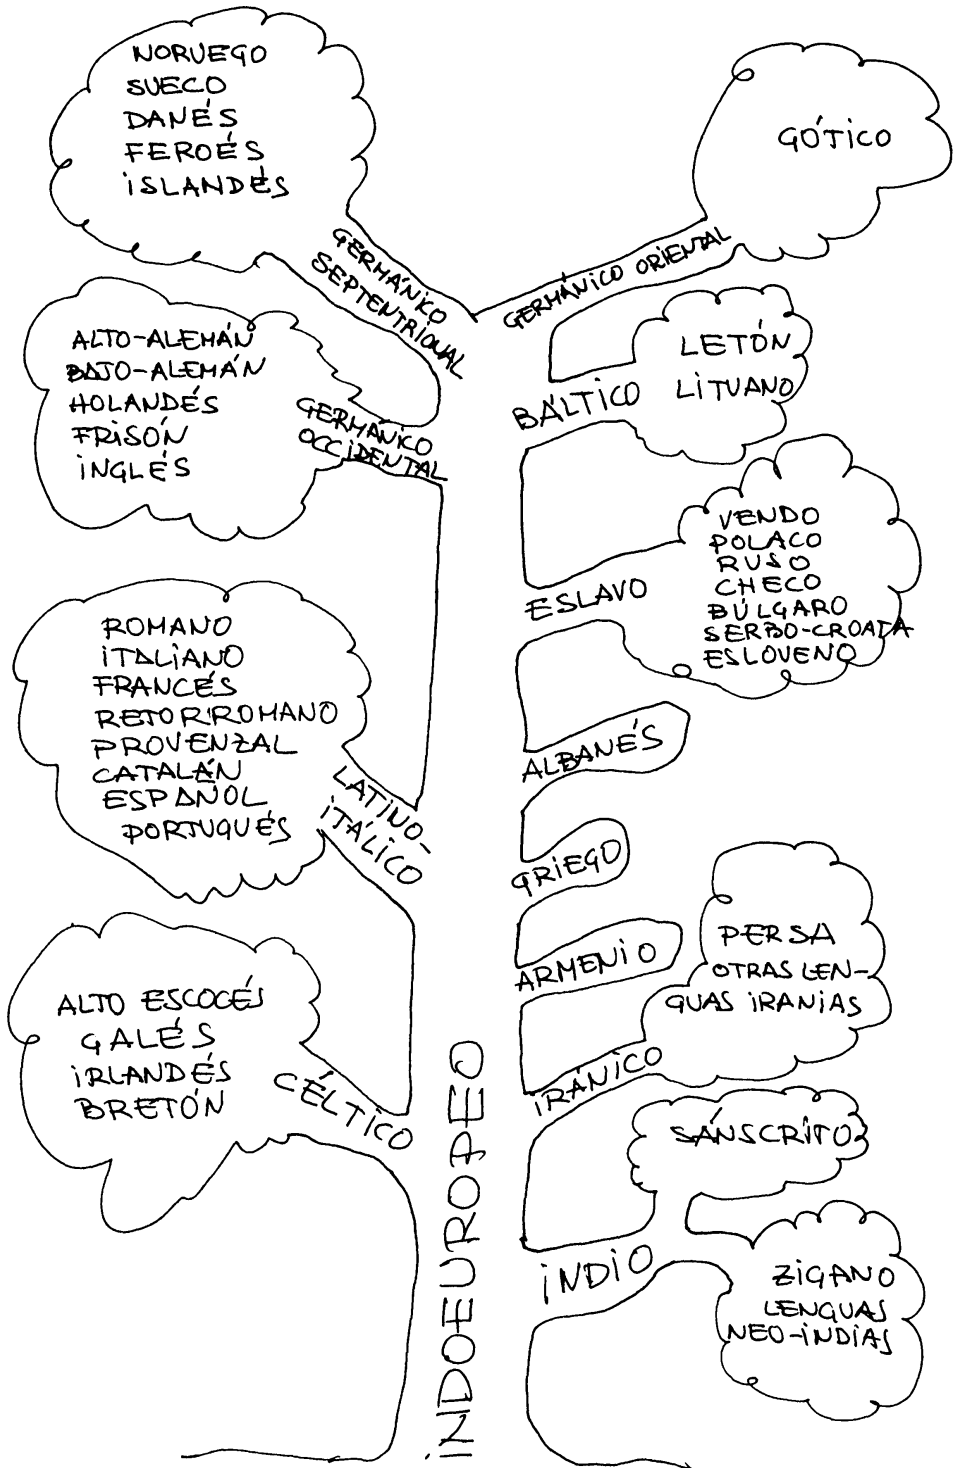 NORUEGO
SUECO
DANÉS
FEROÉS
ISLANDÉS
GERMÁNICO
SEPTENTRIONAL
GÓTICO
GERMÁNICO ORIENTAL
ALTO-ALEMÁN
BAJO-ALEMÁN
HOLANDÉS
FRISÓN
INGLÉS
GERMÁNICO
OCCIDENTAL
LETÓN
LITUANO
BÁLTICO
VENDO
POLACO
RUSO
CHECO
BÚLGARO
SERBO-CROATA
ESLOVENO
ESLAVO
ROMANO
ITALIANO
FRANCÉS
RETORROMANO
PROVENZAL
CATALÁN
ESPAÑOL
PORTUGUÉS
LATINO-
ITÁLICO
ALBANÉS
GRIEGO
ARMENIO
PERSA
OTRAS LEN-
GUAS IRANIAS
IRÁNICO
ALTO ESCOCÉS
GALÉS
IRLANDÉS
BRETÓN
CÉLTICO
SÁNSCRITO
ZIGANO
LENGUAS
NEO-INDIAS
INDIO
INDOEUROPEO